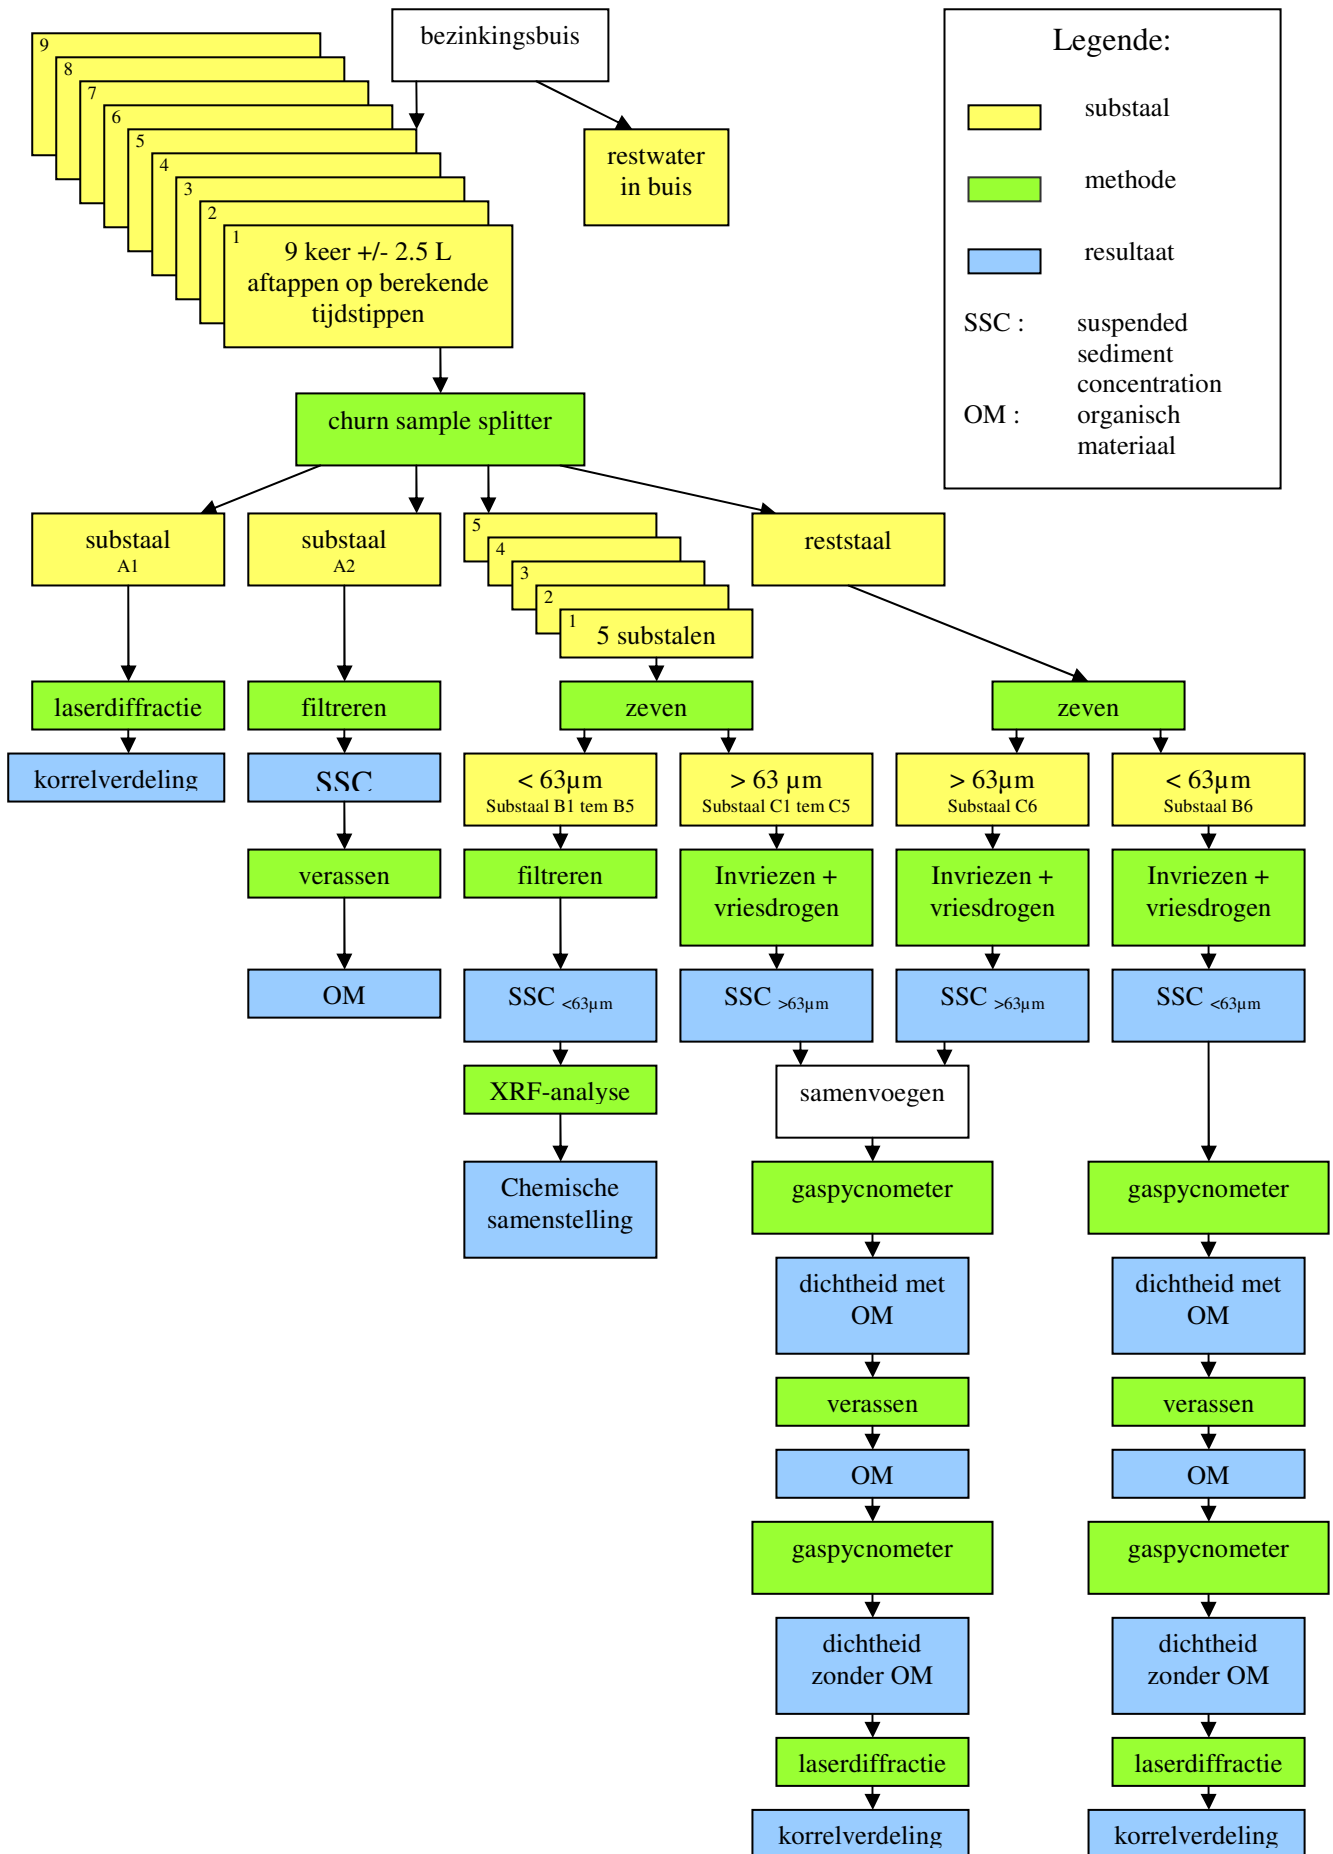 bezinkingsbuis
9
8
7
6
5
4
3
2
1
9 keer +/- 2.5 L
aftappen op berekende
tijdstippen
restwater
in buis
Legende:
substaal
methode
resultaat
SSC : suspended
sediment
concentration
OM : organisch
materiaal
churn sample splitter
substaal
A1
substaal
A2
5
4
3
2
1
5 substalen
reststaal
laserdiffractie
filtreren
zeven
zeven
korrelverdeling
SSC
< 63µm
Substaal B1 tem B5
> 63 µm
Substaal C1 tem C5
> 63µm
Substaal C6
< 63µm
Substaal B6
verassen
filtreren
Invriezen +
vriesdrogen
Invriezen +
vriesdrogen
Invriezen +
vriesdrogen
OM
SSC <63µm
SSC >63µm
SSC >63µm
SSC <63µm
XRF-analyse
samenvoegen
Chemische
samenstelling
gaspycnometer
gaspycnometer
dichtheid met
OM
dichtheid met
OM
verassen
verassen
OM
OM
gaspycnometer
gaspycnometer
dichtheid
zonder OM
dichtheid
zonder OM
laserdiffractie
laserdiffractie
korrelverdeling
korrelverdeling